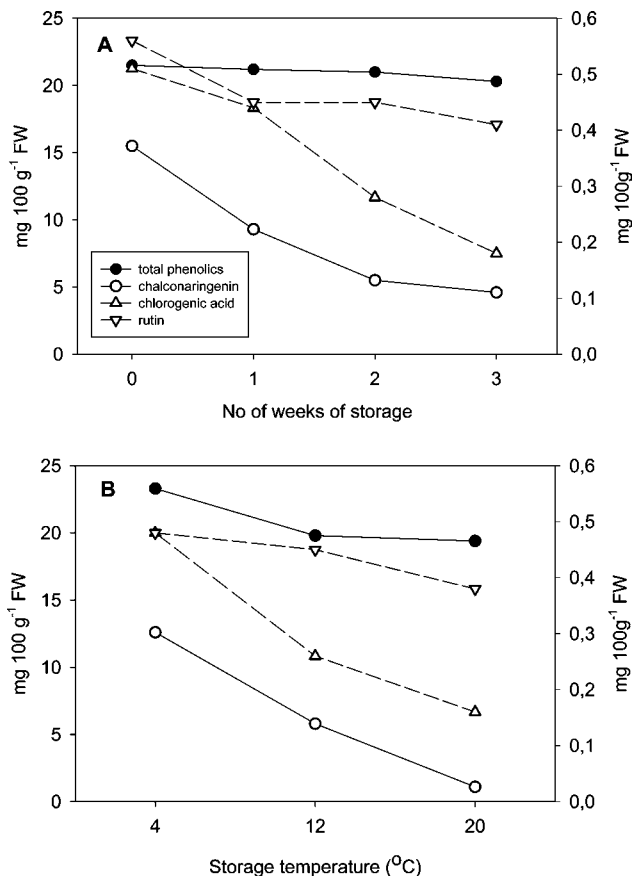 25
20
15
10
5
0
mg 100 g-1 FW
A
total phenolics
chalconaringenin
chlorogenic acid
rutin
0,6
0,5
0,4
0,3
0,2
0,1
0,0
mg 100g-1 FW
0 1 2 3
No of weeks of storage
25
20
15
10
5
0
mg 100 g-1 FW
B
0,6
0,5
0,4
0,3
0,2
0,1
0,0
mg 100g-1 FW
4 12 20
Storage temperature (°C)